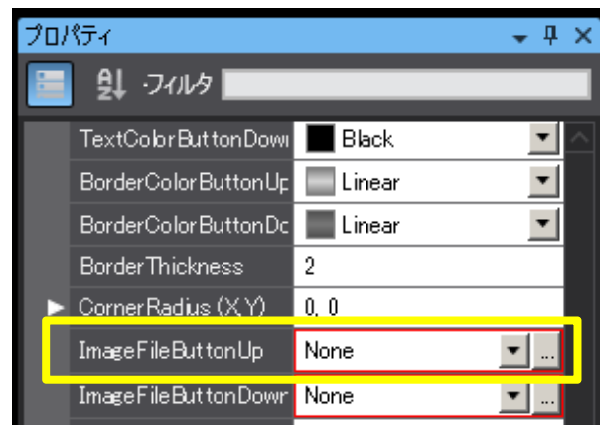 プロパティ
フィルタ
TextColorButtonDown Black
BorderColorButtonUp Linear
BorderColorButtonDo Linear
BorderThickness 2
CornerRadius (X,Y) 0, 0
ImageFileButtonUp None ...
ImageFileButtonDown None ...